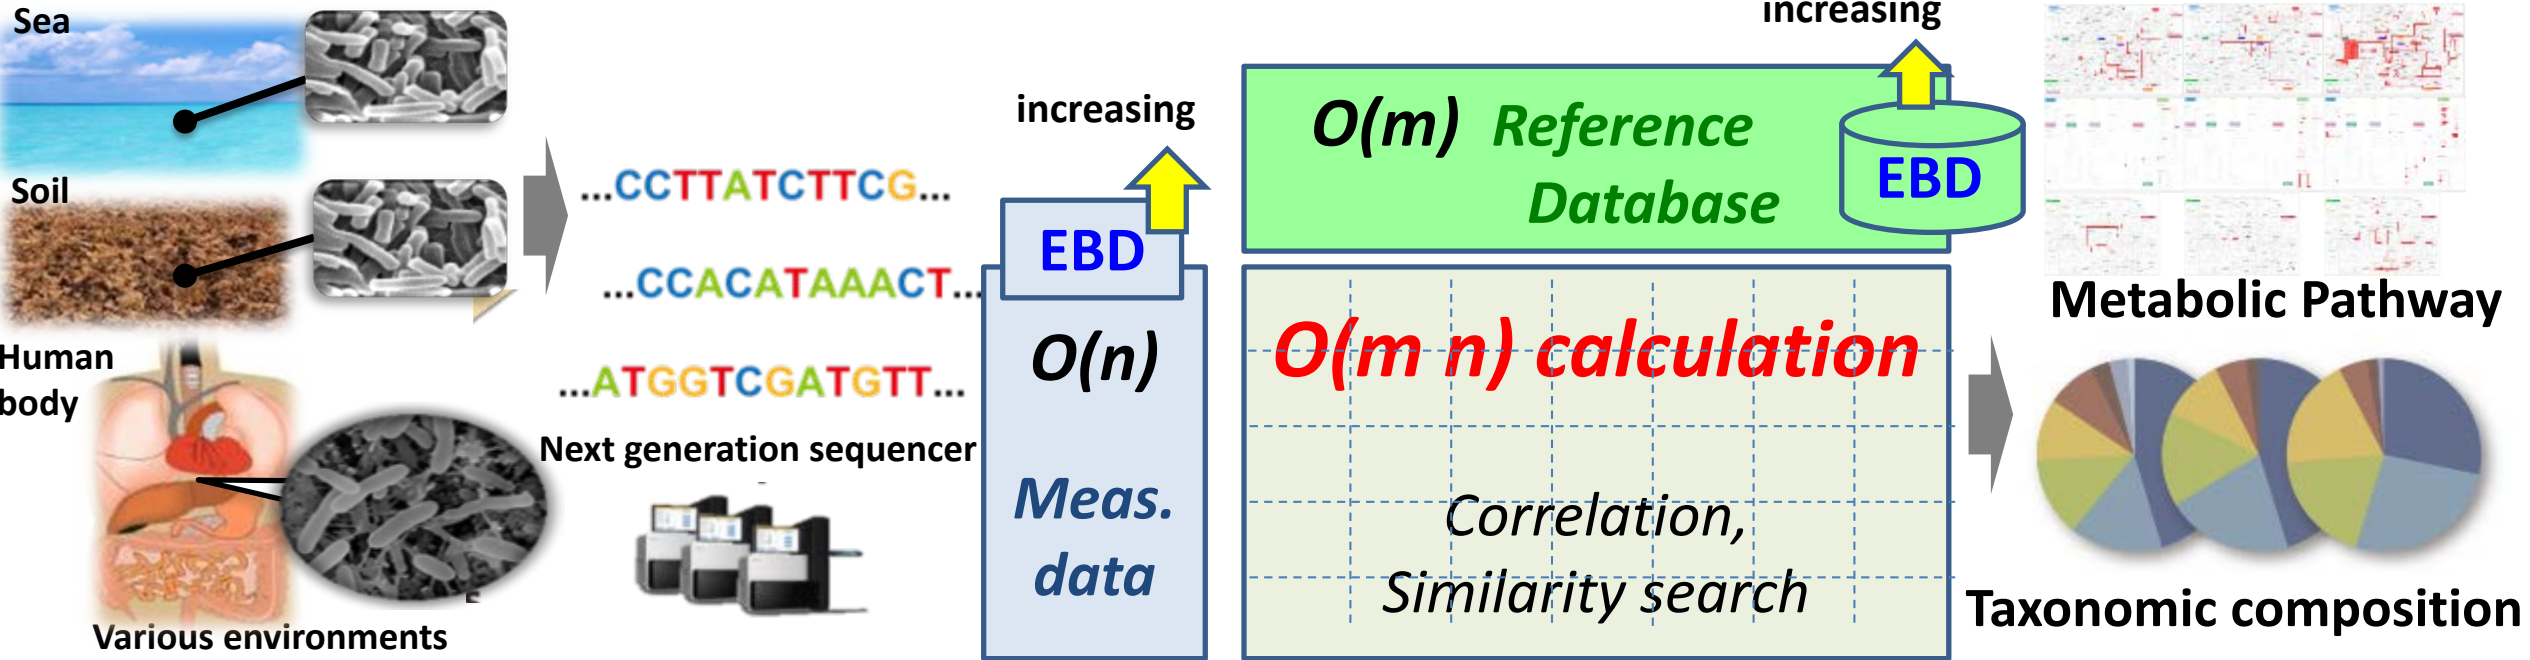 Sea
Soil
Human
body
Various environments
...CCTTATCTTCG...
...CCACATAAACT...
...ATGGTCGATGTT...
Next generation sequencer
increasing
EBD
O(n)
Meas.
data
increasing
O(m) Reference
Database
EBD
O(m n) calculation
Correlation,
Similarity search
Metabolic Pathway
Taxonomic composition